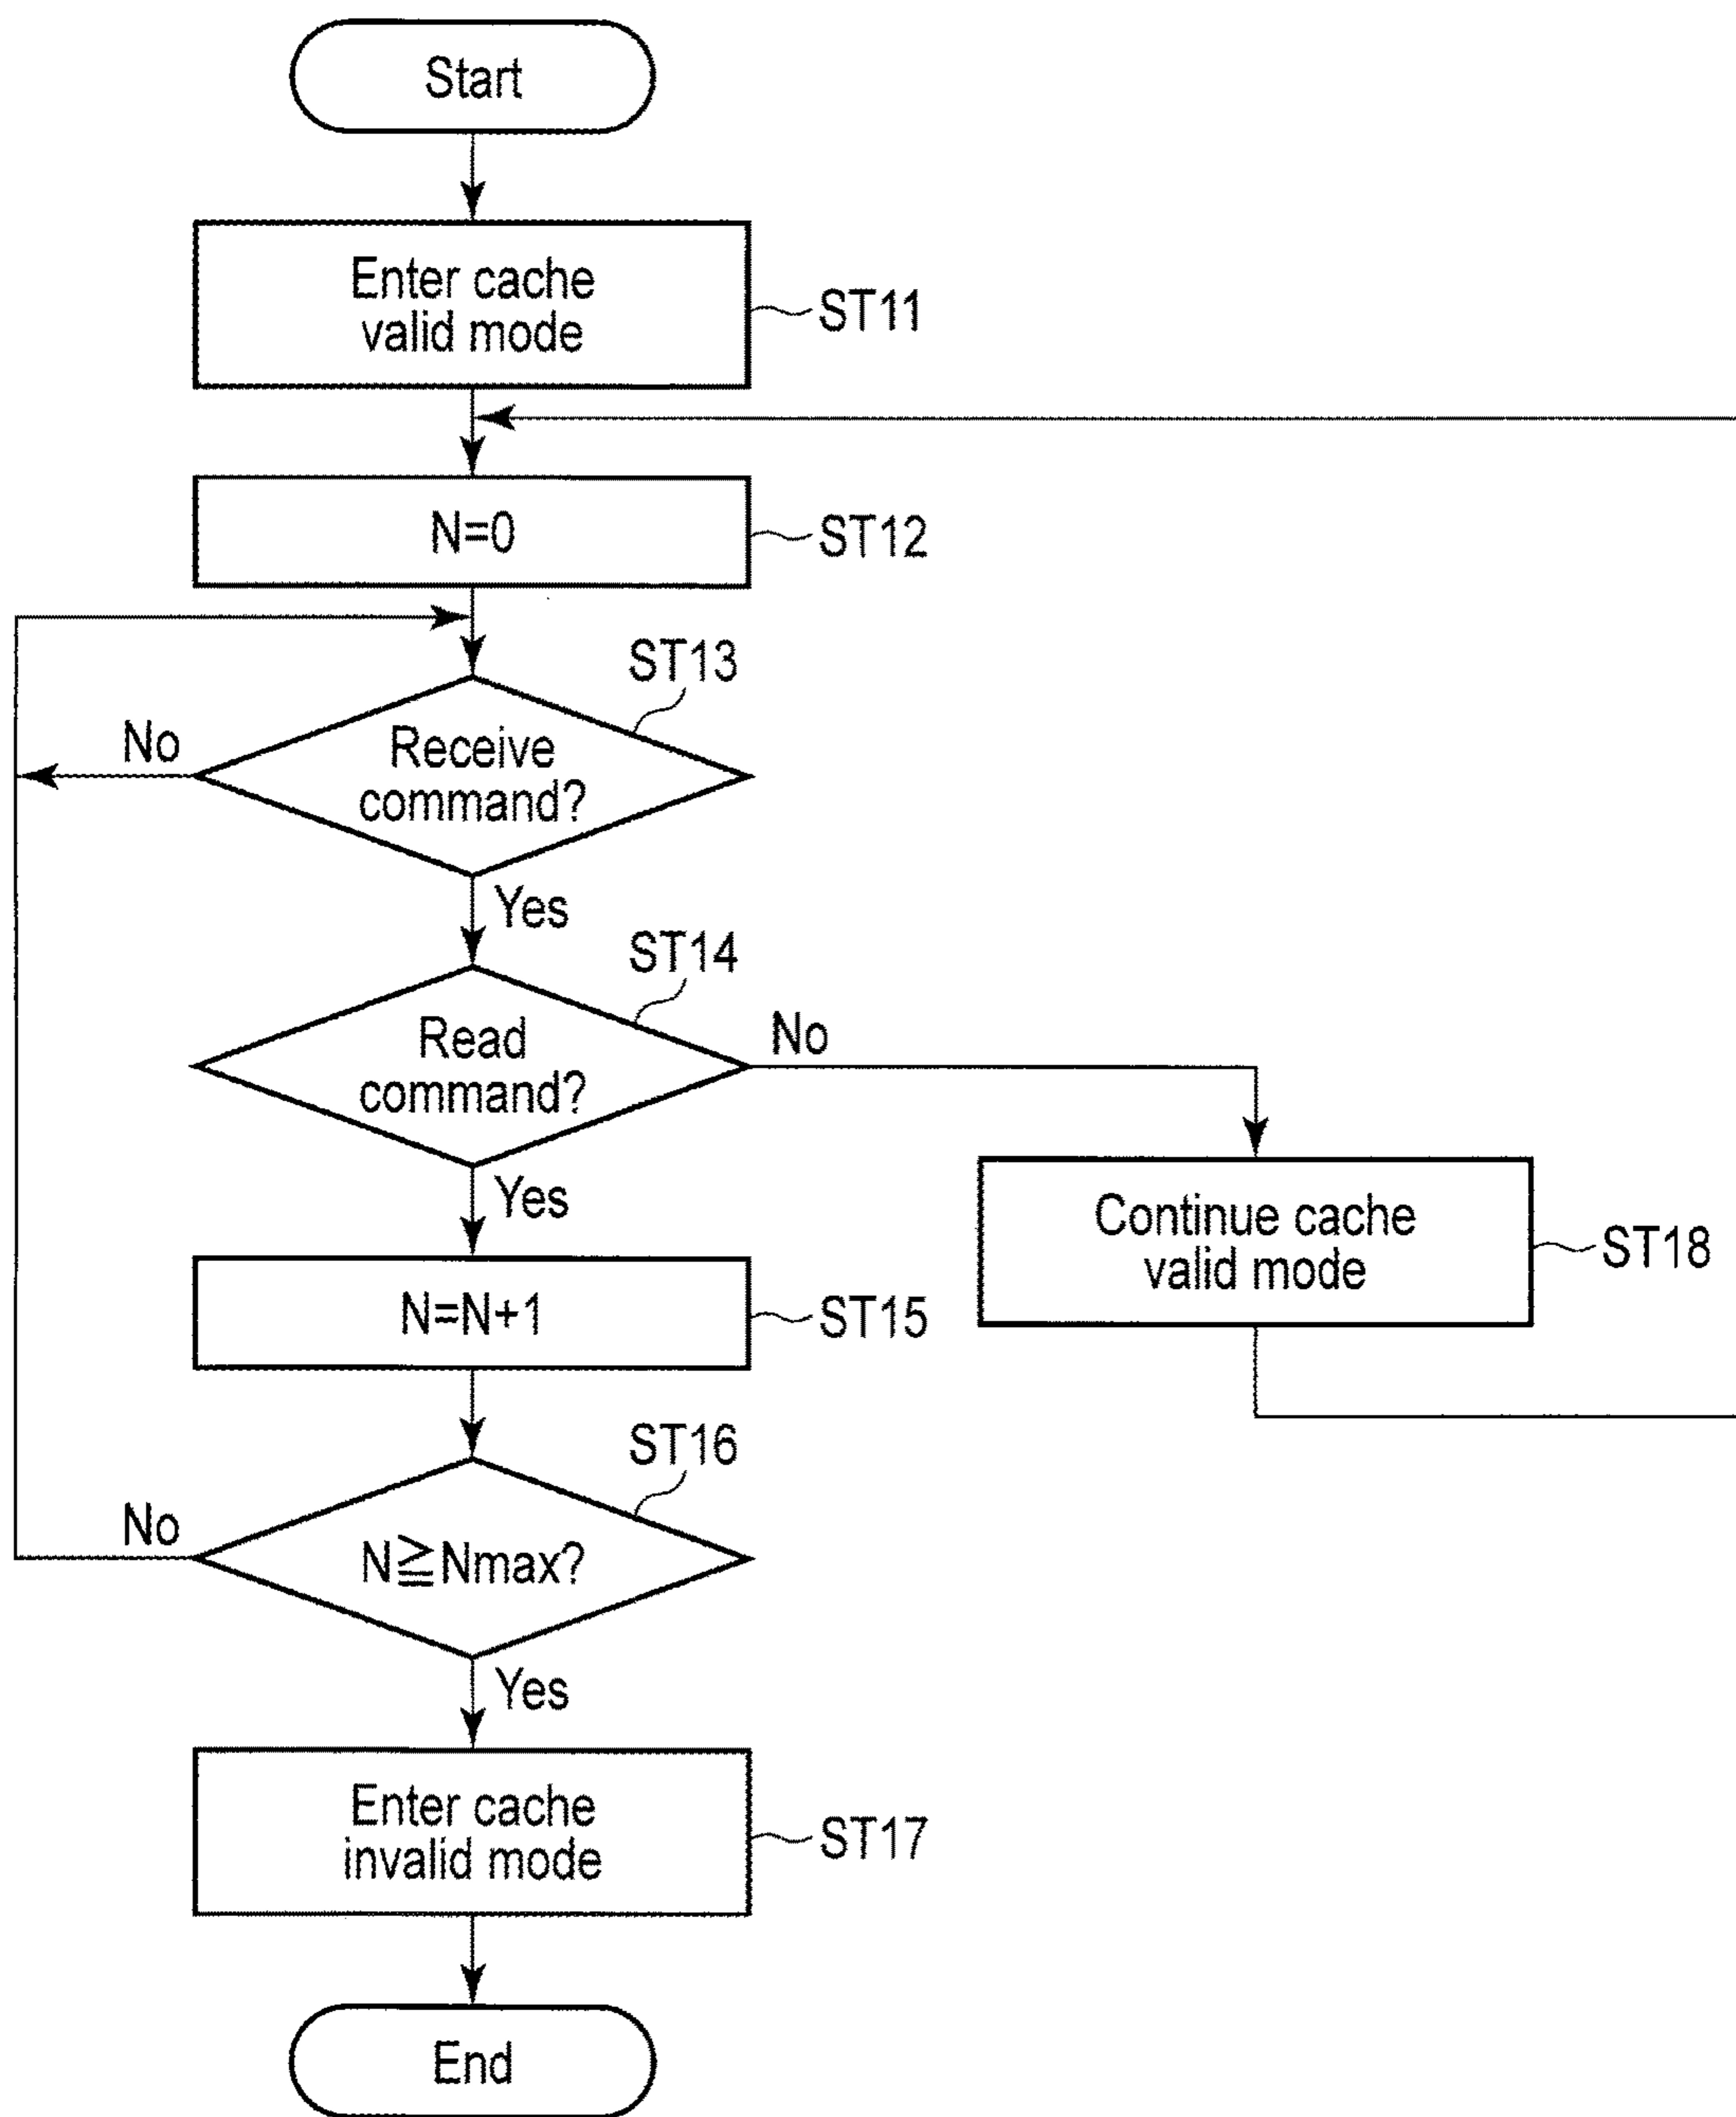 Start
Enter cache
valid mode
ST11
N=0
ST12
ST13
No
Receive
command?
Yes
ST14
Read
command?
No
Yes
Continue cache
valid mode
ST18
N=N+1
ST15
ST16
No
N≧Nmax?
Yes
Enter cache
invalid mode
ST17
End